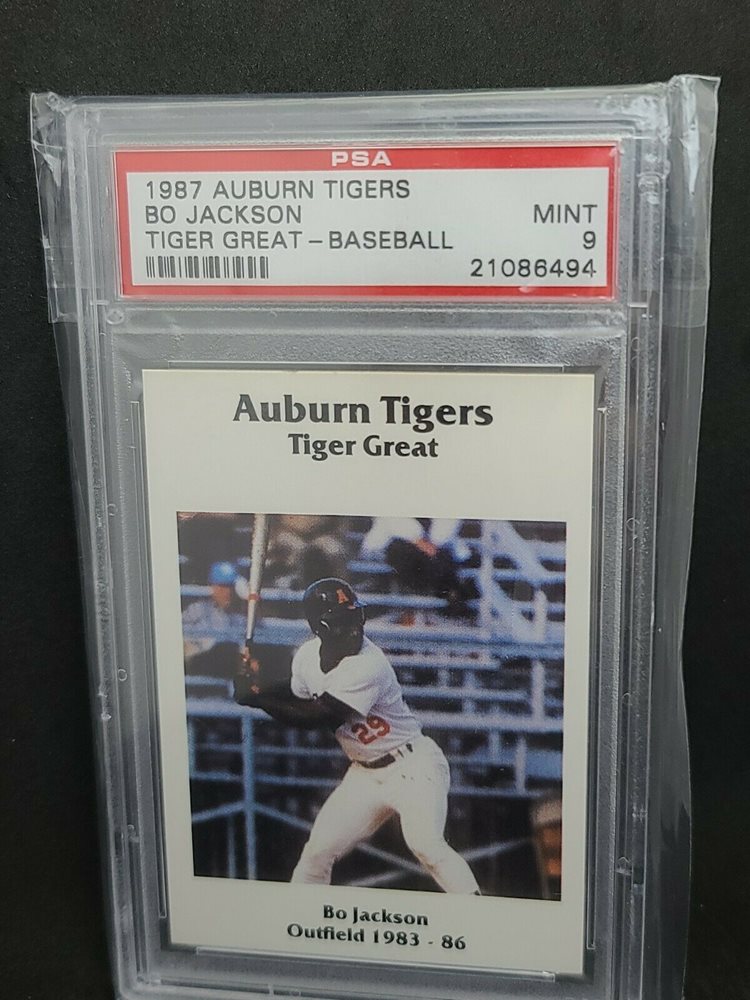 PSA
1987 AUBURN TIGERS
BO JACKSON MINT
TIGER GREAT – BASEBALL 9
21086494
Auburn Tigers
Tiger Great
A
29
Bo Jackson
Outfield 1983 - 86